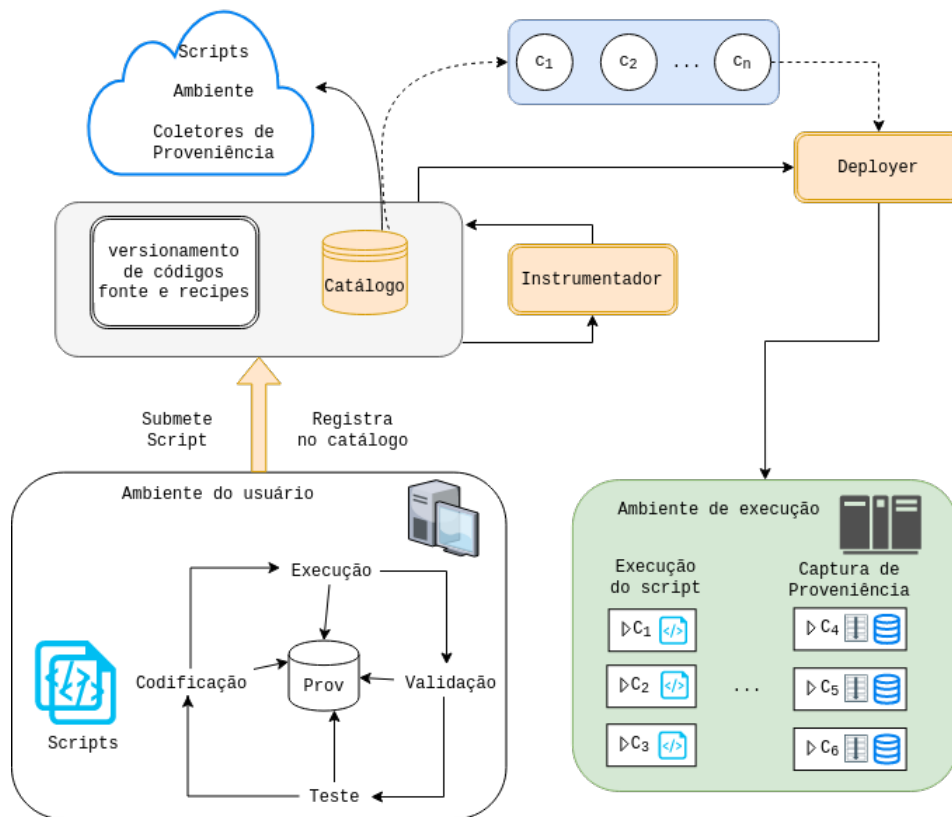 Scripts
Ambiente
Coletores de
Proveniência
C1
C2
...
Cn
Deployer
versionamento
de códigos
fonte e recipes
Catálogo
Instrumentador
Submete
Script
Registra
no catálogo
Ambiente do usuário
Execução
Codificação
Prov
Validação
Teste
Scripts
Ambiente de execução
Execução
do script
Captura de
Proveniência
C1
C2
C3
...
C4
C5
C6